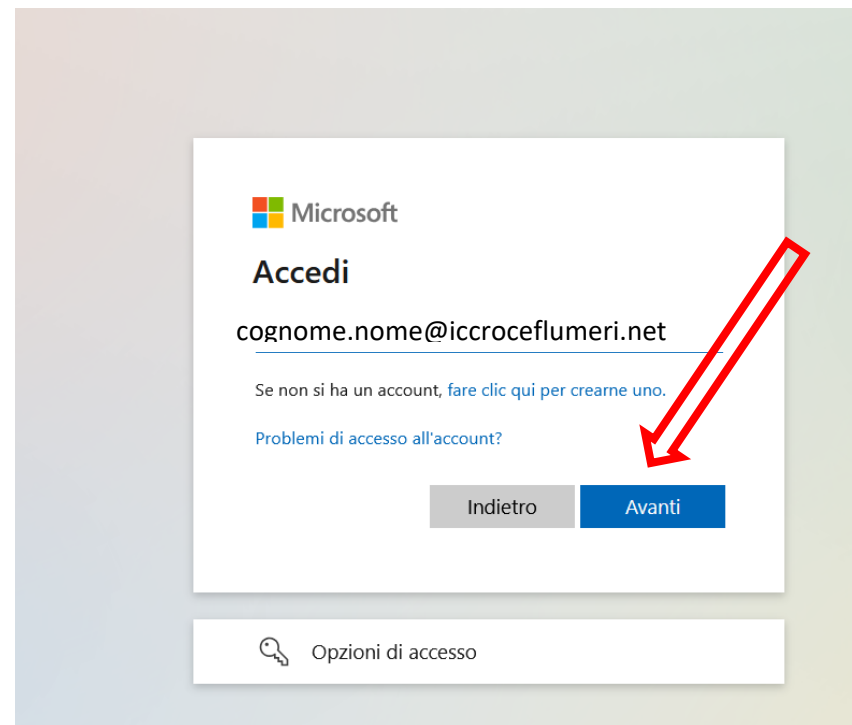 Microsoft
Accedi
cognome.nome@iccroceflumeri.net
Se non si ha un account, fare clic qui per crearne uno.
Problemi di accesso all'account?
Indietro Avanti
Opzioni di accesso